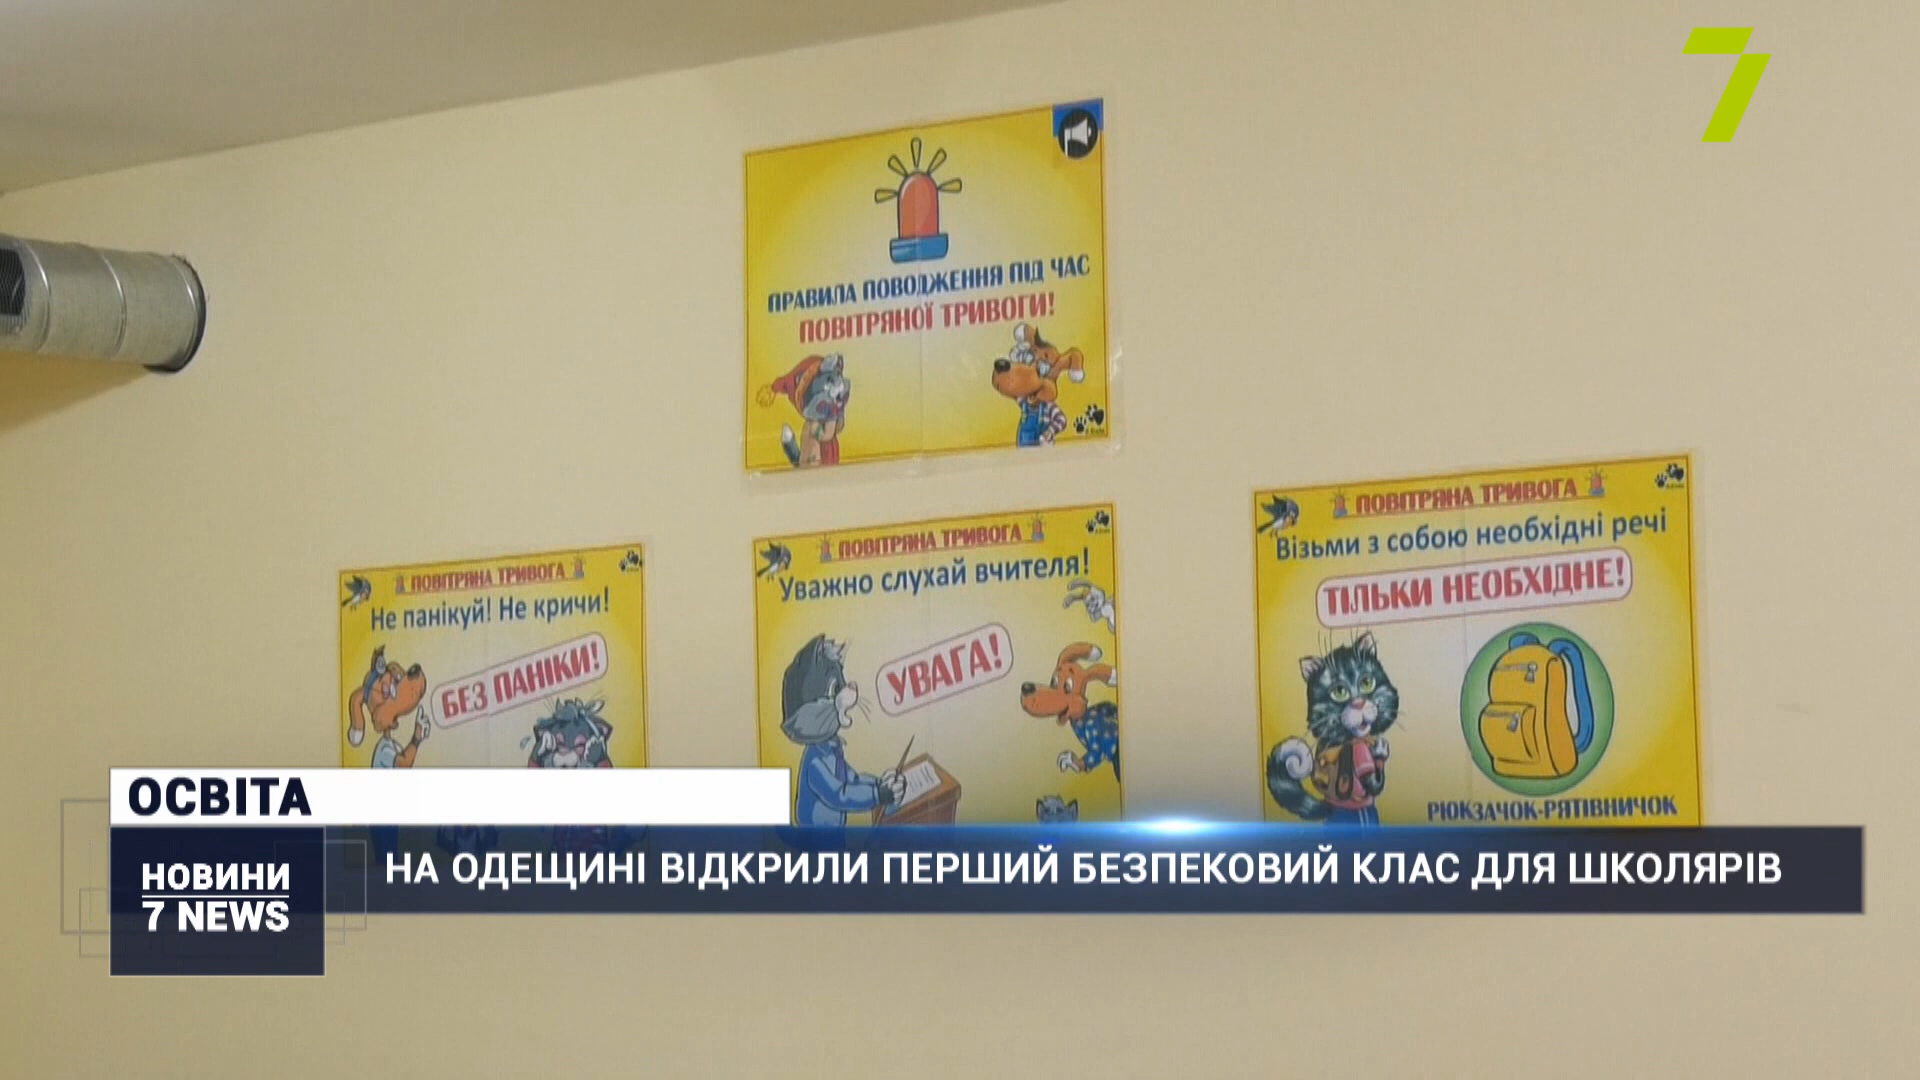 7
ПРАВИЛА ПОВОДЖЕННЯ ПІД ЧАС
ПОВІТРЯНОЇ ТРИВОГИ!
ПОВІТРЯНА ТРИВОГА
Не панікуй! Не кричи!
БЕЗ ПАНІКИ!
ПОВІТРЯНА ТРИВОГА
Уважно слухай вчителя!
УВАГА!
ПОВІТРЯНА ТРИВОГА
Візьми з собою необхідні речі
ТІЛЬКИ НЕОБХІДНЕ!
РЮКЗАЧОК-РЯТІВНИЧОК
ОСВІТА
НОВИНИ
7 NEWS
НА ОДЕЩИНІ ВІДКРИЛИ ПЕРШИЙ БЕЗПЕКОВИЙ КЛАС ДЛЯ ШКОЛЯРІВ